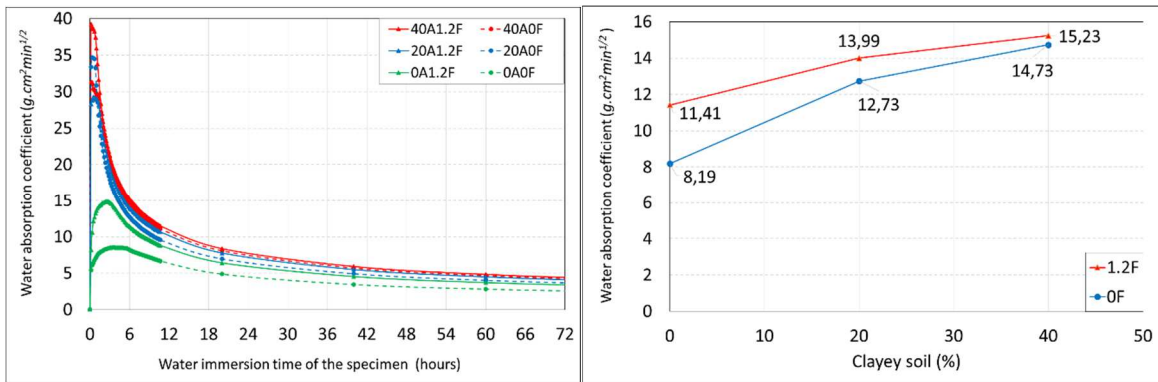 Water absorption coefficient (g.cm²min¹/²)
40
35
30
25
20
15
10
5
0
40A1.2F 40A0F
20A1.2F 20A0F
0A1.2F 0A0F
0 6 12 18 24 30 36 42 48 54 60 66 72
Water immersion time of the specimen (hours)
Water absorption coefficient (g.cm²min¹/²)
16
14
12
10
8
6
4
2
0
13,99
15,23
14,73
12,73
11,41
8,19
1.2F
0F
0 10 20 30 40 50
Clayey soil (%)